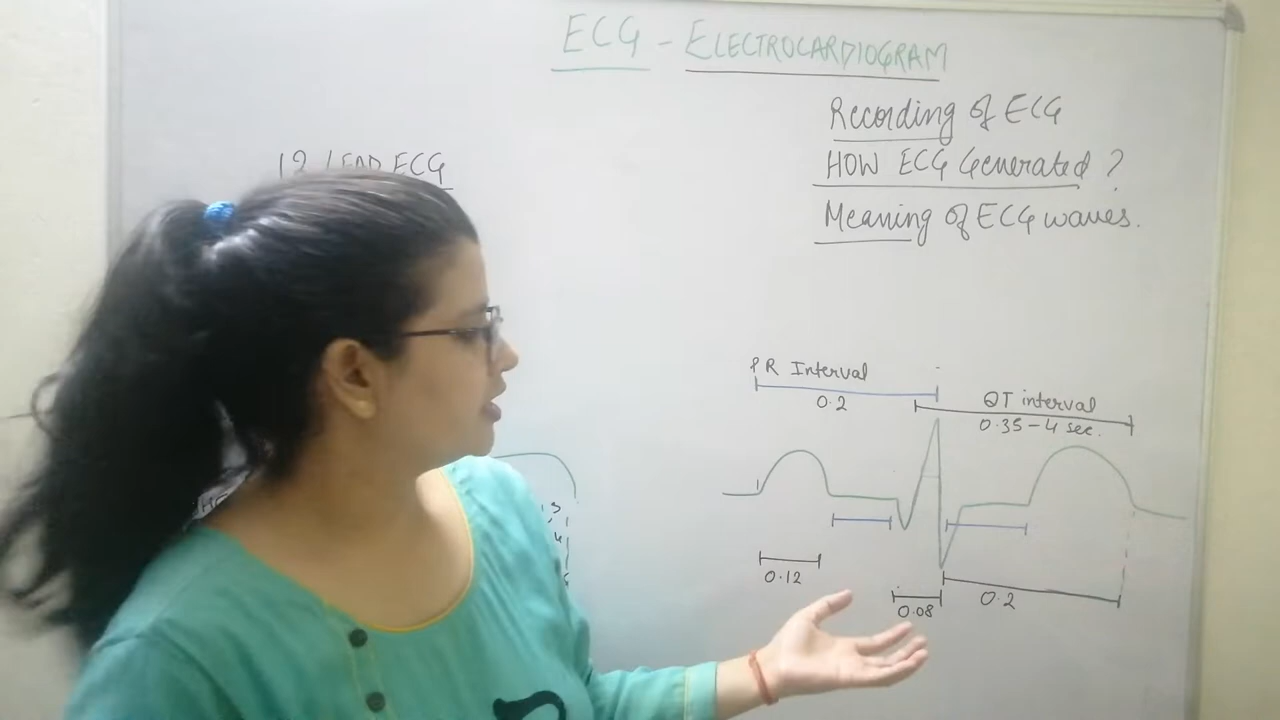 ECG - ELECTROCARDIOGRAM
Recording of ECG
HOW ECG Generated ?
Meaning of ECG waves.
12 LEAD ECG
PR Interval
0.2
QT interval
0.35-4 sec.
0.12
0.08
0.2